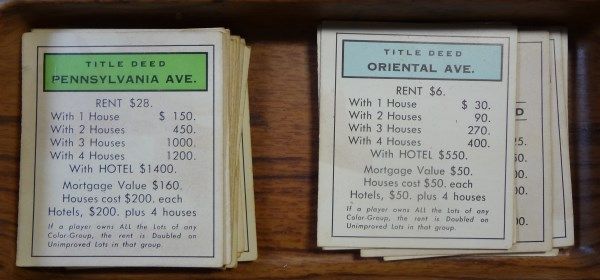 TITLE DEED
PENNSYLVANIA AVE.
RENT $28.
With 1 House $ 150.
With 2 Houses 450.
With 3 Houses 1000.
With 4 Houses 1200.
With HOTEL $1400.
Mortgage Value $160.
Houses cost $200. each
Hotels, $200. plus 4 houses
If a player owns ALL the Lots of any
Color-Group, the rent is Doubled on
Unimproved Lots in that group.
TITLE DEED
ORIENTAL AVE.
RENT $6.
With 1 House $ 30.
With 2 Houses 90.
With 3 Houses 270.
With 4 Houses 400.
With HOTEL $550.
Mortgage Value $50.
Houses cost $50. each
Hotels, $50. plus 4 houses
If a player owns ALL the Lots of any
Color-Group, the rent is Doubled on
Unimproved Lots in that group.